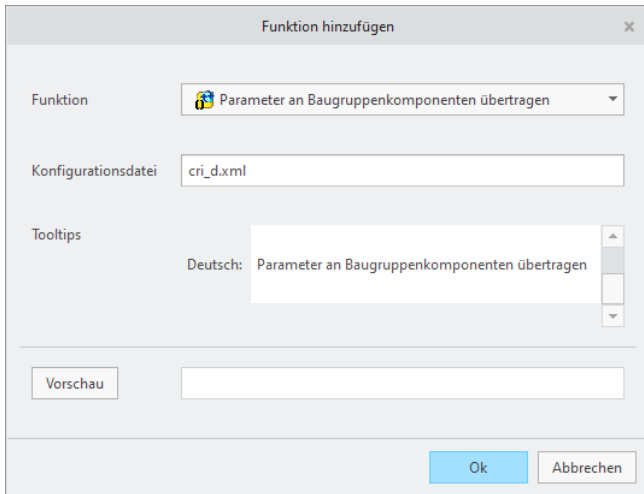 Funktion hinzufügen
Funktion
Parameter an Baugruppenkomponenten übertragen
Konfigurationsdatei
cri_d.xml
Tooltips
Deutsch: Parameter an Baugruppenkomponenten übertragen
Vorschau
Ok
Abbrechen